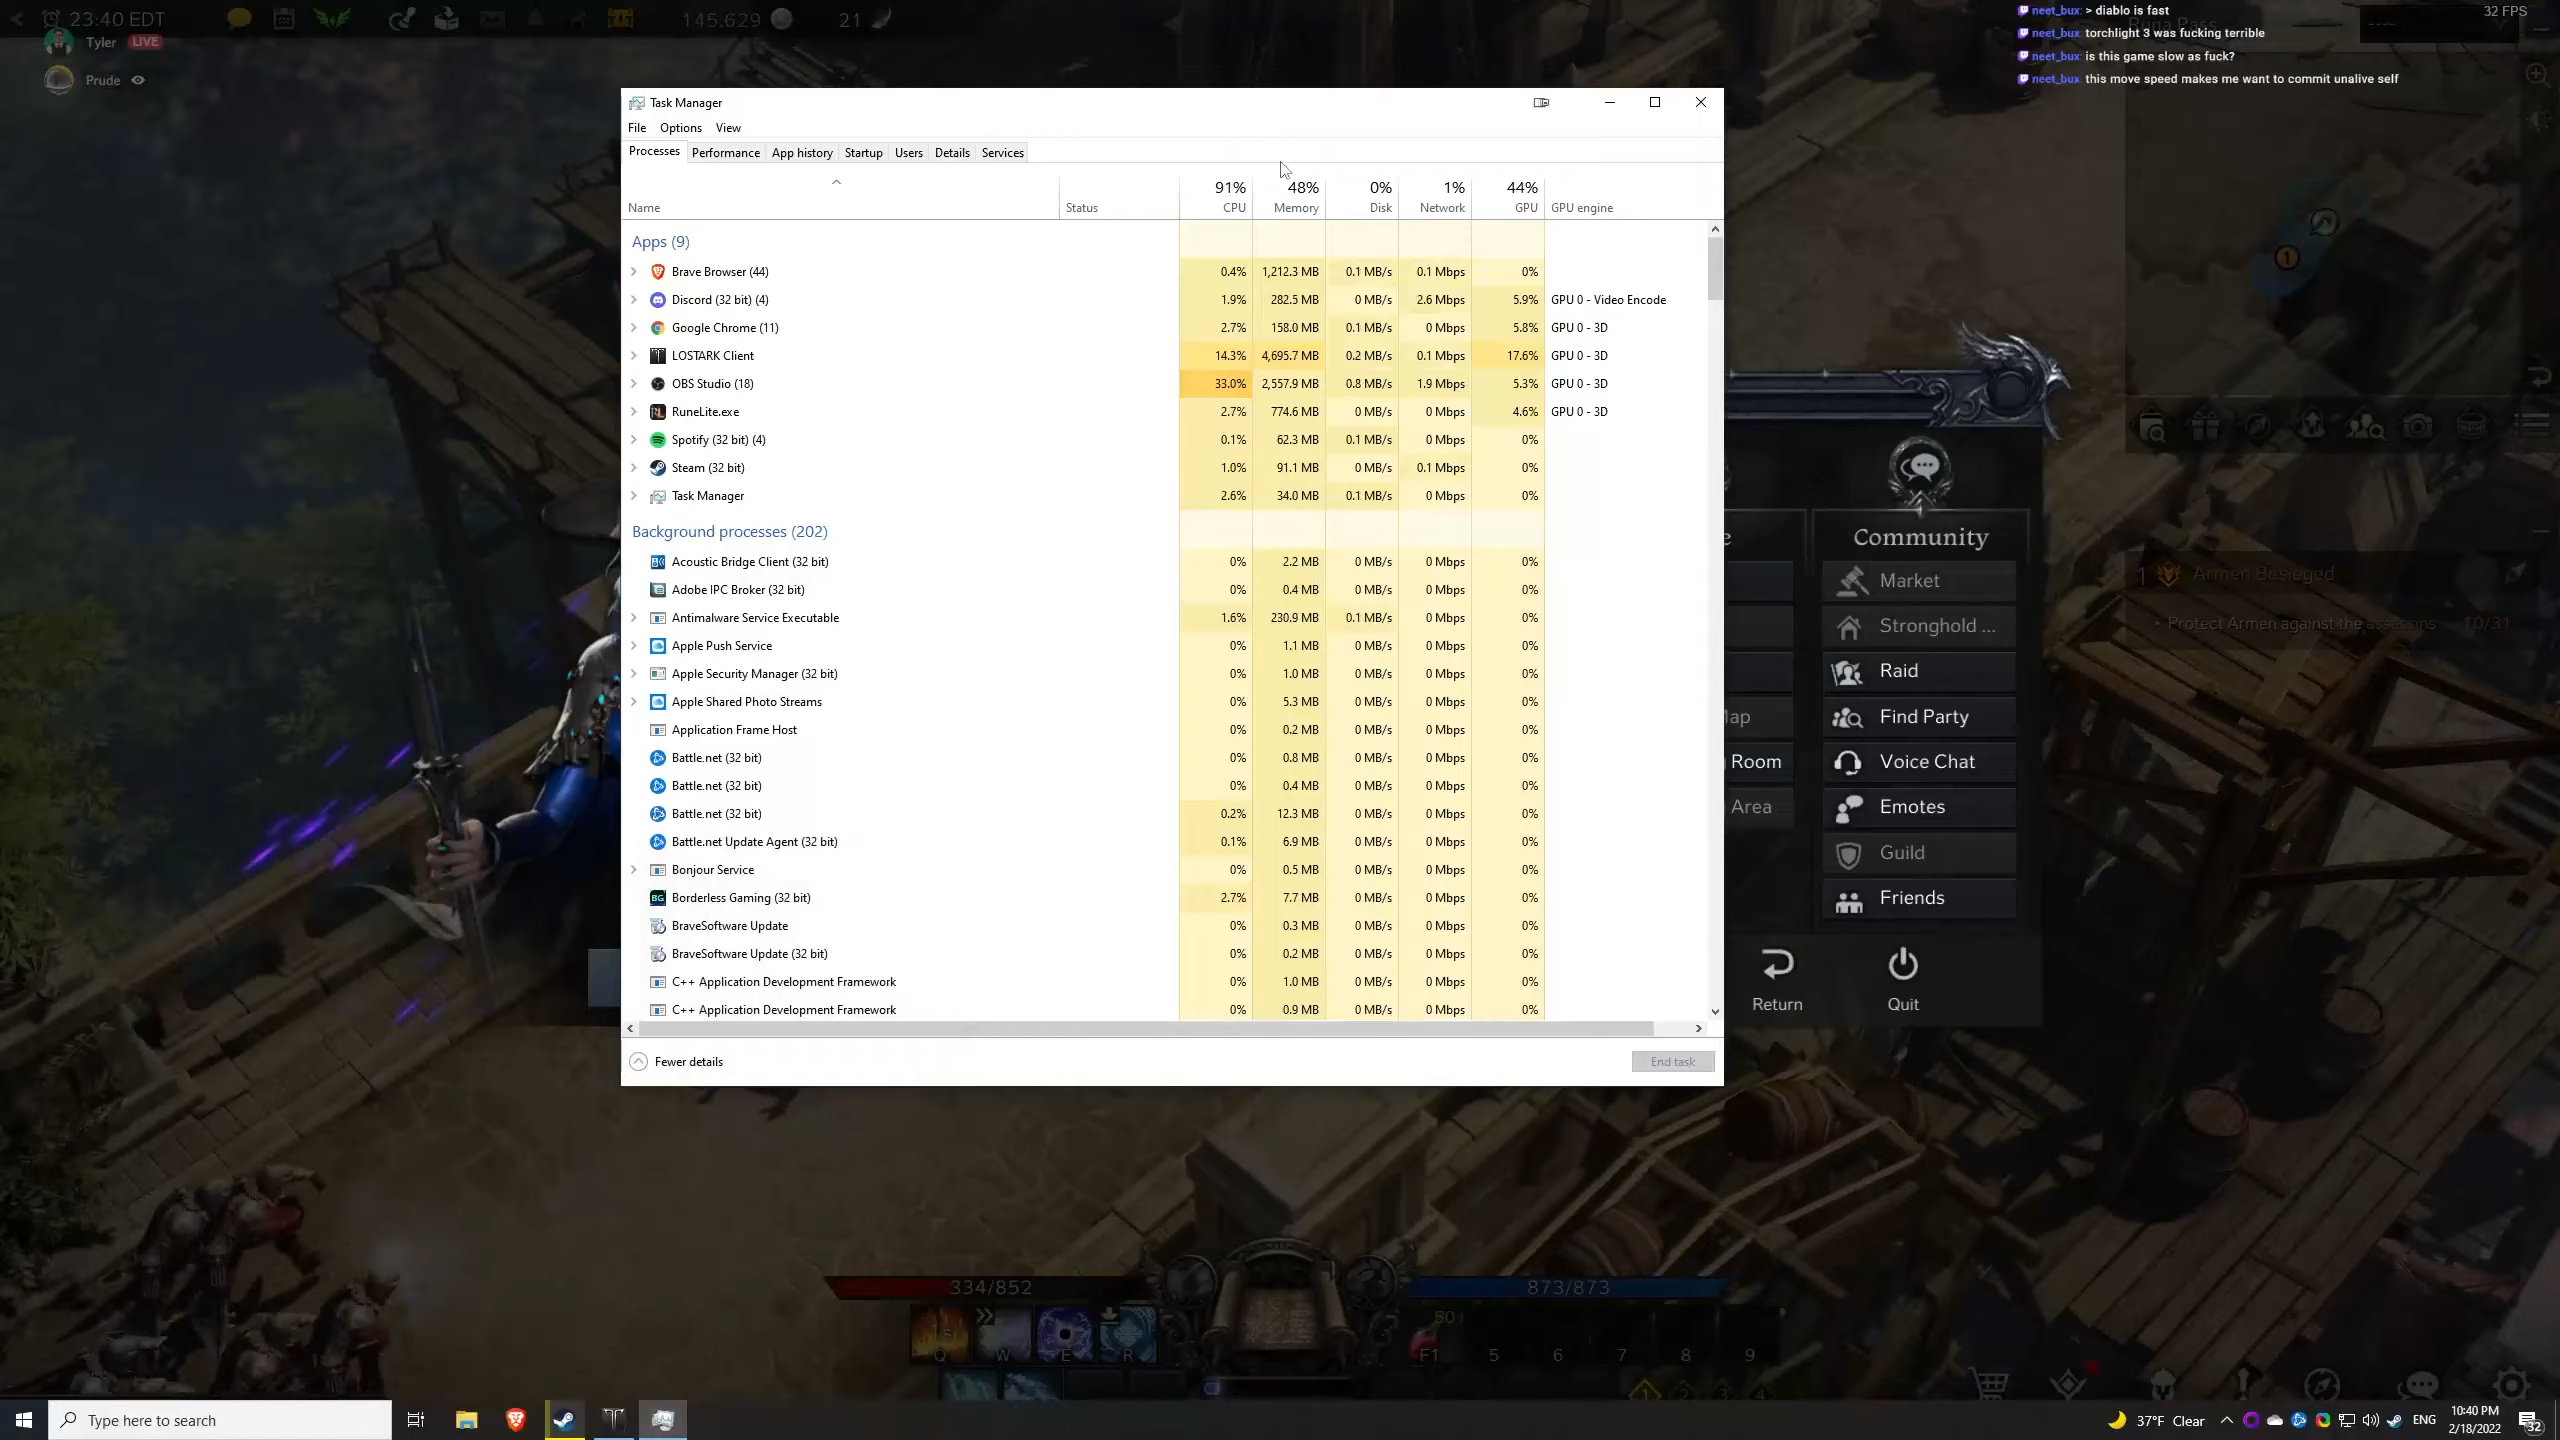 23:40 EDT
145.629
21
Tyler LIVE
Prude
neet_bux: > diablo is fast
neet_bux: torchlight 3 was fucking terrible
neet_bux: is this game slow as fuck?
neet_bux: this move speed makes me want to commit unalive self
Runa Pass
32 FPS
Task Manager
File Options View
Processes Performance App history Startup Users Details Services
91% 48% 0% 1% 44%
Name Status CPU Memory Disk Network GPU GPU engine
Apps (9)
Brave Browser (44) 0.4% 1,212.3 MB 0.1 MB/s 0.1 Mbps 0%
Discord (32 bit) (4) 1.9% 282.5 MB 0 MB/s 2.6 Mbps 5.9% GPU 0 - Video Encode
Google Chrome (11) 2.7% 158.0 MB 0.1 MB/s 0 Mbps 5.8% GPU 0 - 3D
LOSTARK Client 14.3% 4,695.7 MB 0.2 MB/s 0.1 Mbps 17.6% GPU 0 - 3D
OBS Studio (18) 33.0% 2,557.9 MB 0.8 MB/s 1.9 Mbps 5.3% GPU 0 - 3D
RuneLite.exe 2.7% 774.6 MB 0 MB/s 0 Mbps 4.6% GPU 0 - 3D
Spotify (32 bit) (4) 0.1% 62.3 MB 0.1 MB/s 0 Mbps 0%
Steam (32 bit) 1.0% 91.1 MB 0 MB/s 0.1 Mbps 0%
Task Manager 2.6% 34.0 MB 0.1 MB/s 0 Mbps 0%
Background processes (202)
Acoustic Bridge Client (32 bit) 0% 2.2 MB 0 MB/s 0 Mbps 0%
Adobe IPC Broker (32 bit) 0% 0.4 MB 0 MB/s 0 Mbps 0%
Antimalware Service Executable 1.6% 230.9 MB 0.1 MB/s 0 Mbps 0%
Apple Push Service 0% 1.1 MB 0 MB/s 0 Mbps 0%
Apple Security Manager (32 bit) 0% 1.0 MB 0 MB/s 0 Mbps 0%
Apple Shared Photo Streams 0% 5.3 MB 0 MB/s 0 Mbps 0%
Application Frame Host 0% 0.2 MB 0 MB/s 0 Mbps 0%
Battle.net (32 bit) 0% 0.8 MB 0 MB/s 0 Mbps 0%
Battle.net (32 bit) 0% 0.4 MB 0 MB/s 0 Mbps 0%
Battle.net (32 bit) 0.2% 12.3 MB 0 MB/s 0 Mbps 0%
Battle.net Update Agent (32 bit) 0.1% 6.9 MB 0 MB/s 0 Mbps 0%
Bonjour Service 0% 0.5 MB 0 MB/s 0 Mbps 0%
Borderless Gaming (32 bit) 2.7% 7.7 MB 0 MB/s 0 Mbps 0%
BraveSoftware Update 0% 0.3 MB 0 MB/s 0 Mbps 0%
BraveSoftware Update (32 bit) 0% 0.2 MB 0 MB/s 0 Mbps 0%
C++ Application Development Framework 0% 1.0 MB 0 MB/s 0 Mbps 0%
C++ Application Development Framework 0% 0.9 MB 0 MB/s 0 Mbps 0%
Fewer details
End task
1
Community
Market
Stronghold ...
Raid
Find Party
Voice Chat
Emotes
Guild
Friends
Room
Area
Return
Quit
1 Armen Besieged
· Protect Armen against the assassins 10/31
334/852
873/873
Q W E R
50
F1 5 6 7 8 9
1 2 3 4
Type here to search
37°F Clear
ENG
10:40 PM
2/18/2022
32